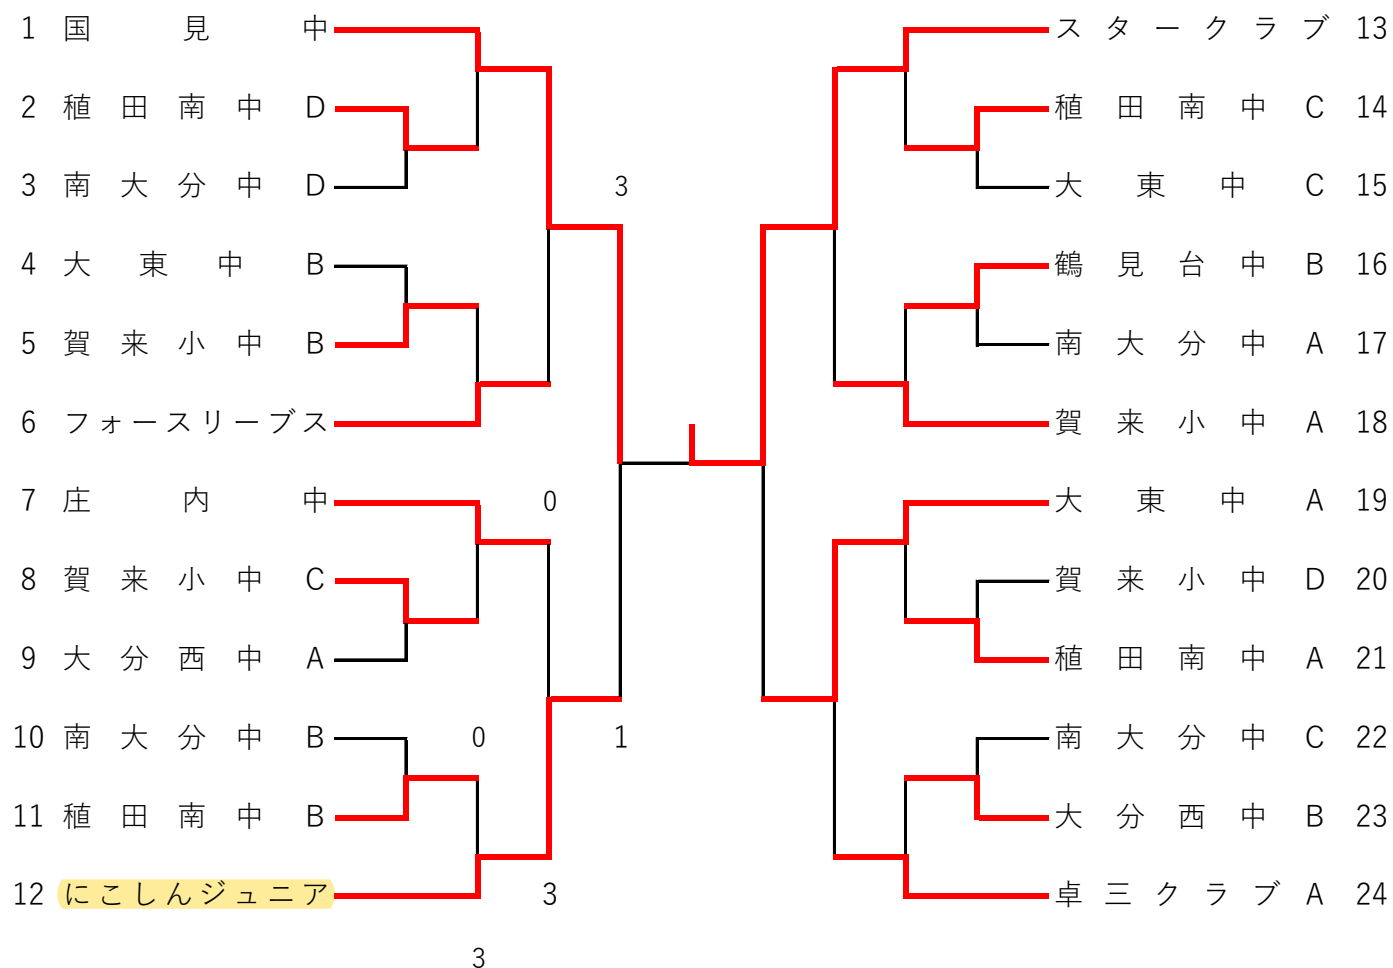 1 国見中
2 稙田南中 D
3 南大分中 D
4 大東中 B
5 賀来小中 B
6 フォースリーブス
7 庄内中
8 賀来小中 C
9 大分西中 A
10 南大分中 B
11 稙田南中 B
12 にこしんジュニア
3
0
0
1
3
3
スタークラブ 13
稙田南中 C 14
大東中 C 15
鶴見台中 B 16
南大分中 A 17
賀来小中 A 18
大東中 A 19
賀来小中 D 20
稙田南中 A 21
南大分中 C 22
大分西中 B 23
卓三クラブ A 24